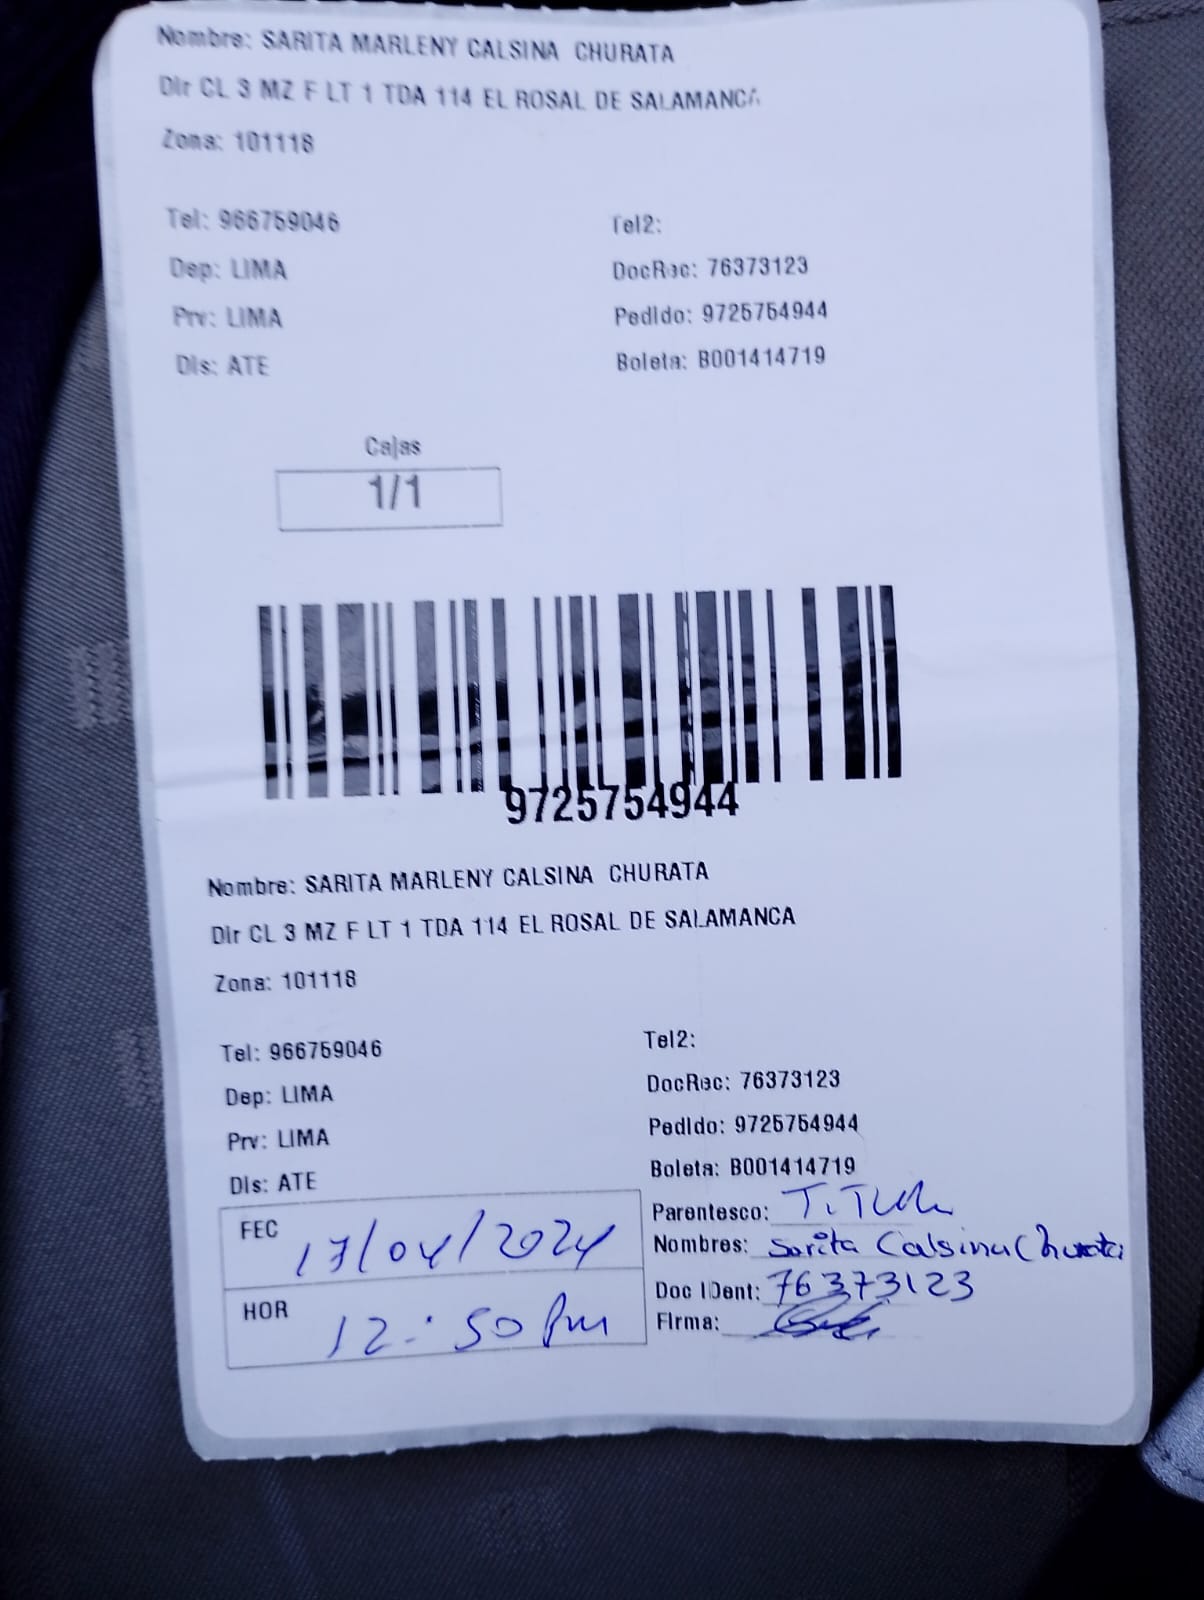 Nombre: SARITA MARLENY CALSINA CHURATA
Dir CL 3 MZ F LT 1 TDA 114 EL ROSAL DE SALAMANCA
Zona: 101118
Tel: 966759046 Tel2:
Dep: LIMA DocRec: 76373123
Prv: LIMA Pedido: 9725754944
Dis: ATE Boleta: B001414719
Cajas
1/1
9725754944
Nombre: SARITA MARLENY CALSINA CHURATA
Dir CL 3 MZ F LT 1 TDA 114 EL ROSAL DE SALAMANCA
Zona: 101118
Tel: 966759046 Tel2:
Dep: LIMA DocRec: 76373123
Prv: LIMA Pedido: 9725754944
Dis: ATE Boleta: B001414719
FEC 17/04/2024 Parentesco:
Nombres: Sarita Calsina Churata
HOR 12:50 pm Doc IDent: 76373123
Firma: